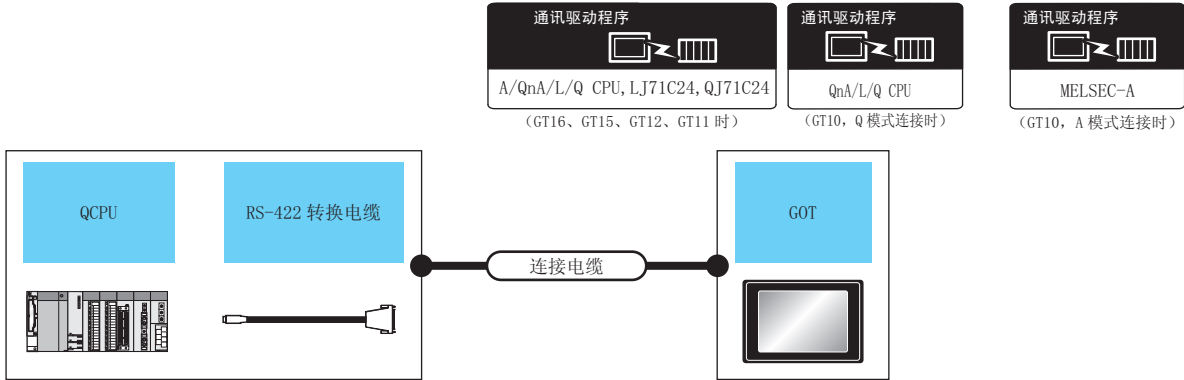 通讯驱动程序
A/QnA/L/Q CPU,LJ71C24,QJ71C24
（GT16、GT15、GT12、GT11 时）
通讯驱动程序
QnA/L/Q CPU
（GT10，Q 模式连接时）
通讯驱动程序
MELSEC-A
（GT10，A 模式连接时）
QCPU
RS-422 转换电缆
连接电缆
GOT